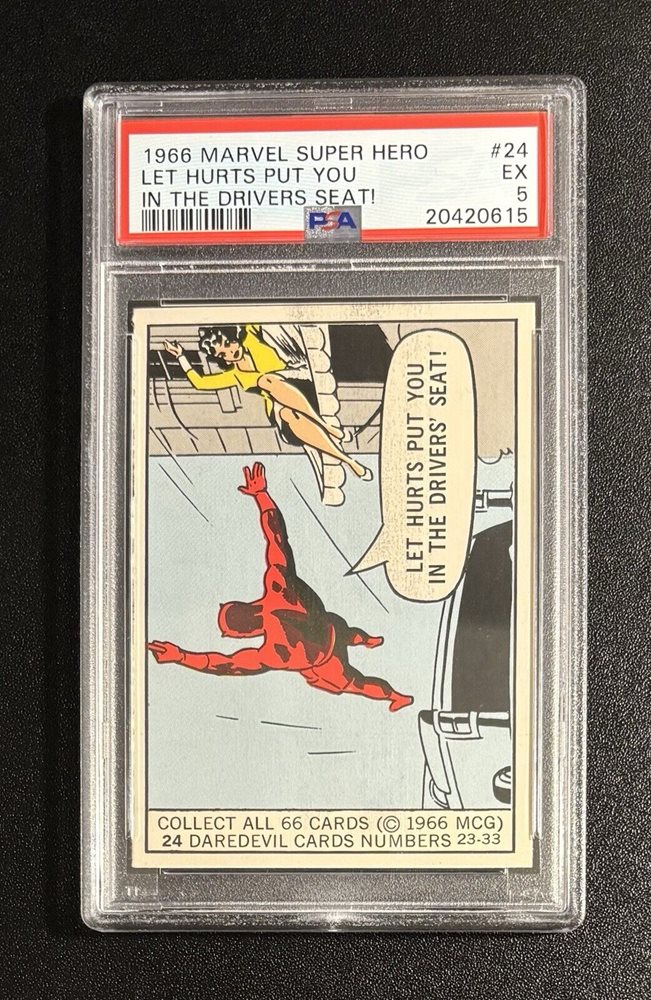 1966 MARVEL SUPER HERO #24
LET HURTS PUT YOU EX
IN THE DRIVERS SEAT! 5
PSA 20420615
LET HURTS PUT YOU
IN THE DRIVERS' SEAT!
COLLECT ALL 66 CARDS (© 1966 MCG)
24 DAREDEVIL CARDS NUMBERS 23-33